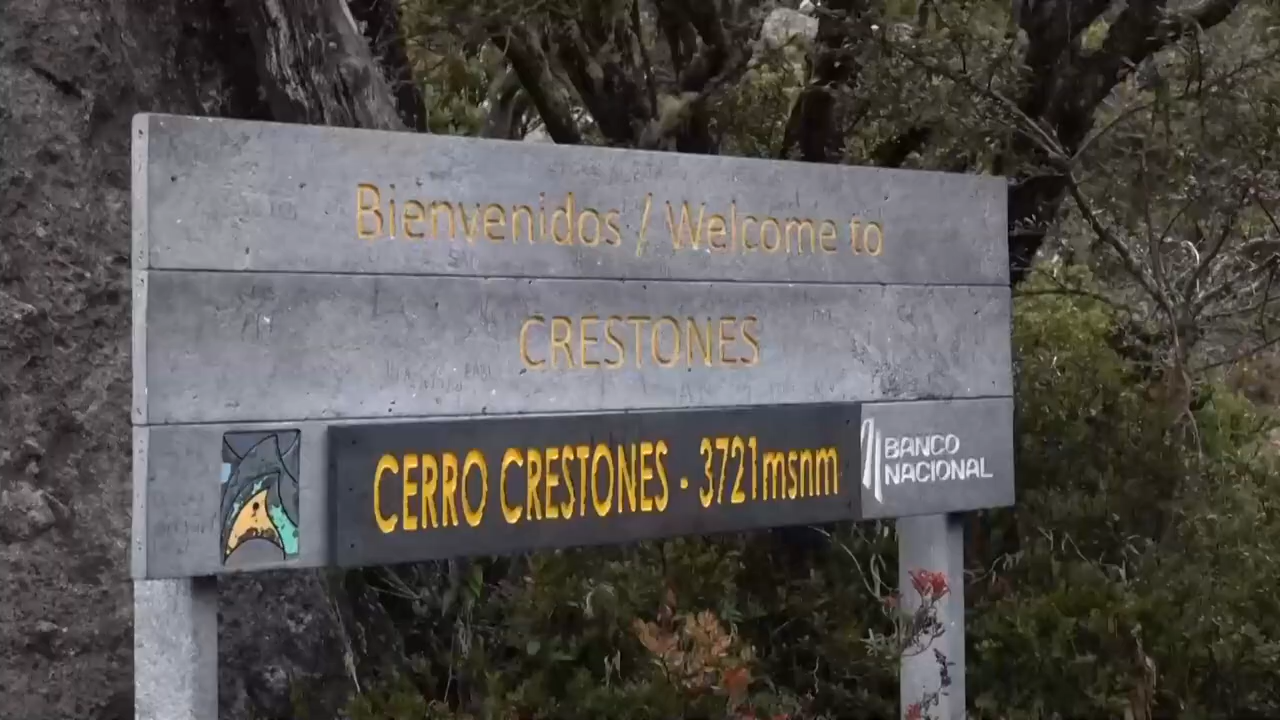 Bienvenidos / Welcome to
CRESTONES
CERRO CRESTONES - 3721msnm
BANCO
NACIONAL